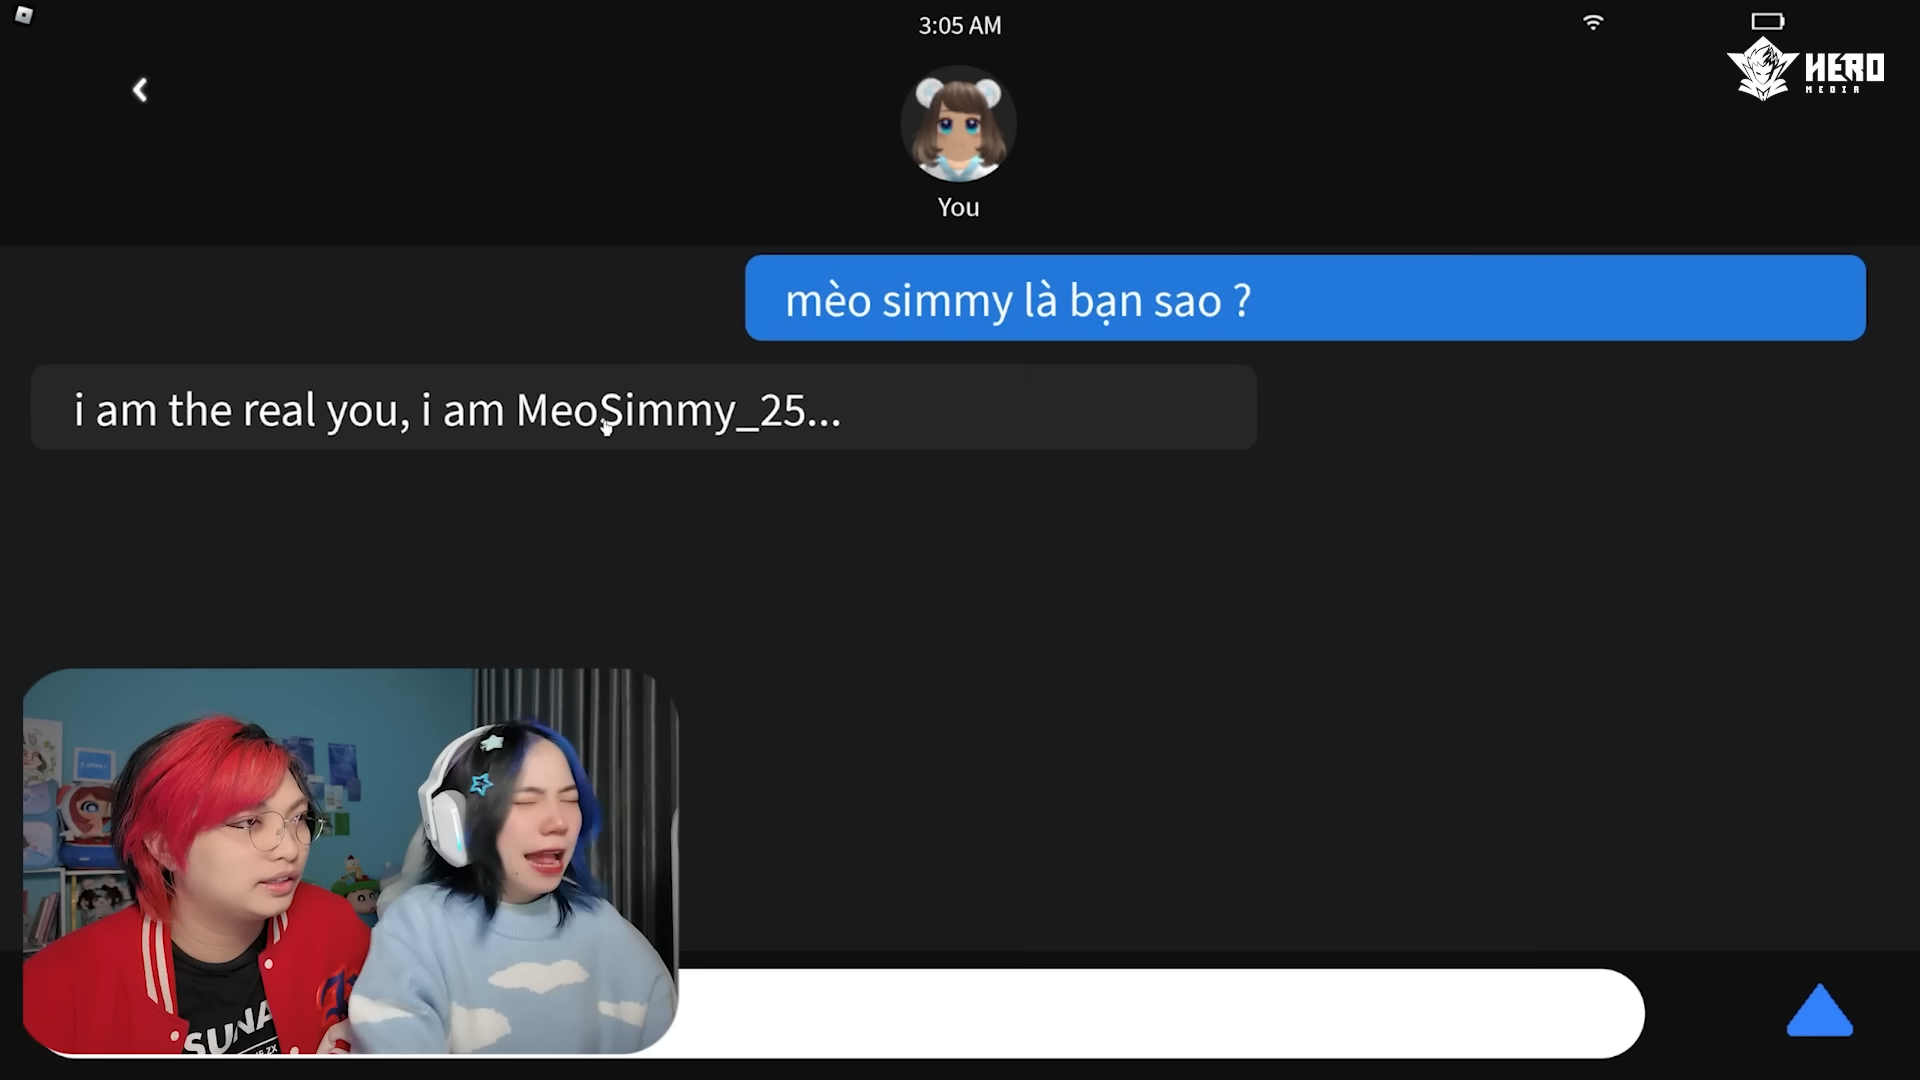 3:05 AM
HERO
MEDIA
You
mèo simmy là bạn sao ?
i am the real you, i am MeoSimmy_25...
SUNA